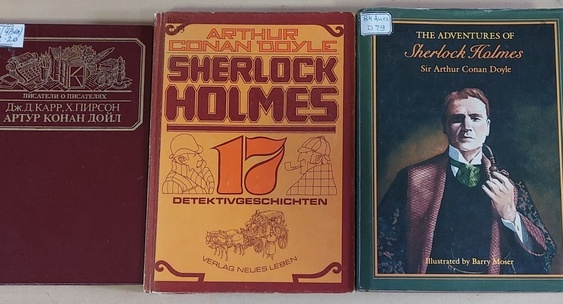 ПИСАТЕЛИ О ПИСАТЕЛЯХ
ДЖ. Д. КАРР, Х. ПИРСОН
АРТУР КОНАН ДОЙЛ
ARTHUR
CONAN DOYLE
SHERLOCK
HOLMES
17
DETEKTIVGESCHICHTEN
VERLAG NEUES LEBEN
D 79
THE ADVENTURES OF
Sherlock Holmes
Sir Arthur Conan Doyle
Illustrated by Barry Moser